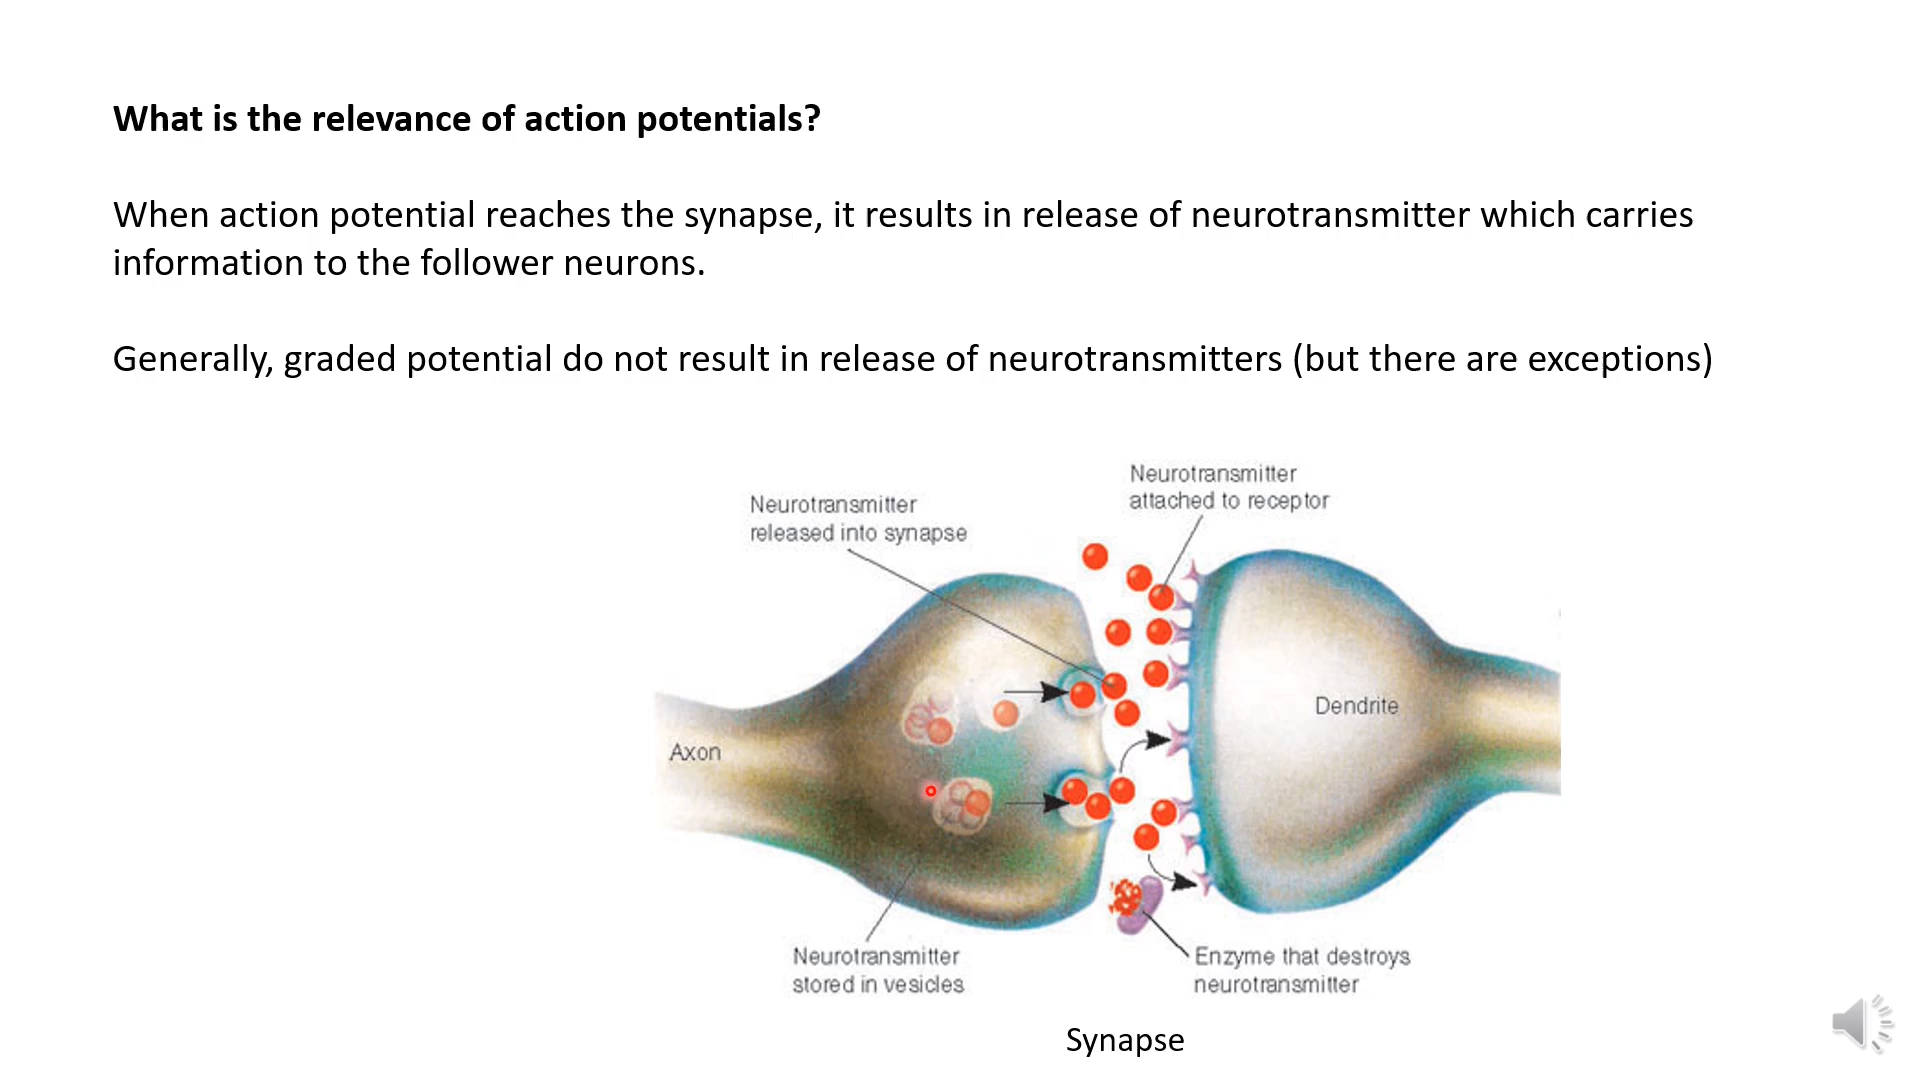 What is the relevance of action potentials?
When action potential reaches the synapse, it results in release of neurotransmitter which carries
information to the follower neurons.
Generally, graded potential do not result in release of neurotransmitters (but there are exceptions)
Neurotransmitter
attached to receptor
Neurotransmitter
released into synapse
Dendrite
Axon
Neurotransmitter
stored in vesicles
Enzyme that destroys
neurotransmitter
Synapse